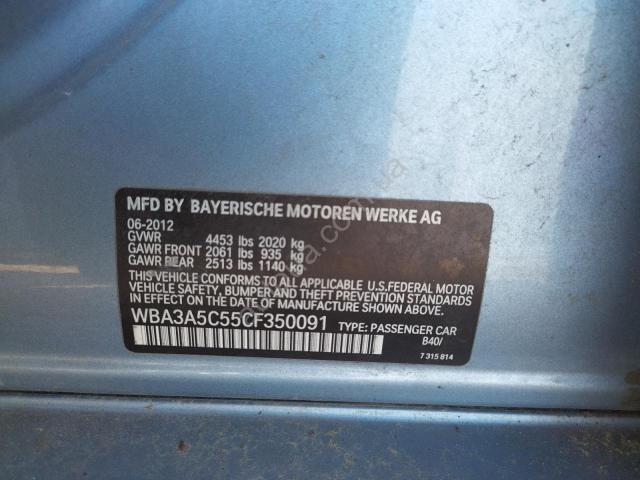 MFD BY BAYERISCHE MOTOREN WERKE AG
06-2012
GVWR 4453 lbs 2020 kg
GAWR FRONT 2061 lbs 935 kg
GAWR REAR 2513 lbs 1140 kg
THIS VEHICLE CONFORMS TO ALL APPLICABLE U.S.FEDERAL MOTOR
VEHICLE SAFETY, BUMPER, AND THEFT PREVENTION STANDARDS
IN EFFECT ON THE DATE OF MANUFACTURE SHOWN ABOVE.
WBA3A5C55CF350091 TYPE: PASSENGER CAR
B40/
7 315 814